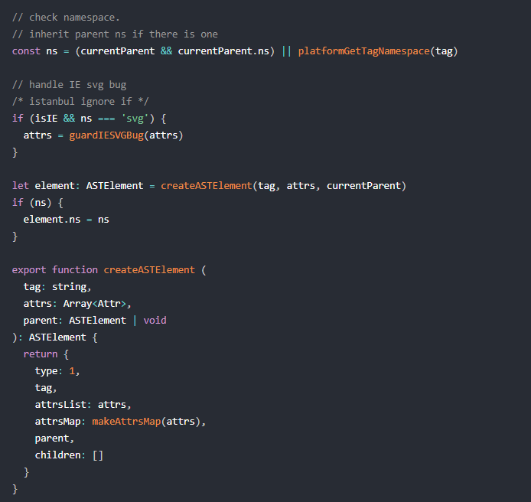 // check namespace.
// inherit parent ns if there is one
const ns = (currentParent && currentParent.ns) || platformGetTagNamespace(tag)
// handle IE svg bug
/* istanbul ignore if */
if (isIE && ns === 'svg') {
attrs = guardIESVGBug(attrs)
}
let element: ASTElement = createASTElement(tag, attrs, currentParent)
if (ns) {
element.ns = ns
}
export function createASTElement (
tag: string,
attrs: Array<Attr>,
parent: ASTElement | void
): ASTElement {
return {
type: 1,
tag,
attrsList: attrs,
attrsMap: makeAttrsMap(attrs),
parent,
children: []
}
}